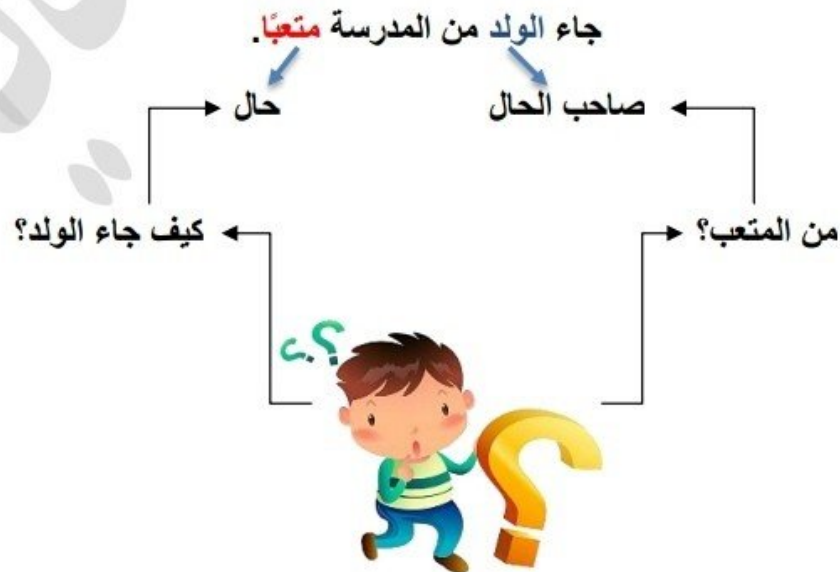 جاء الولد من المدرسة متعبًا.
صاحب الحال
حال
من المتعب؟
كيف جاء الولد؟